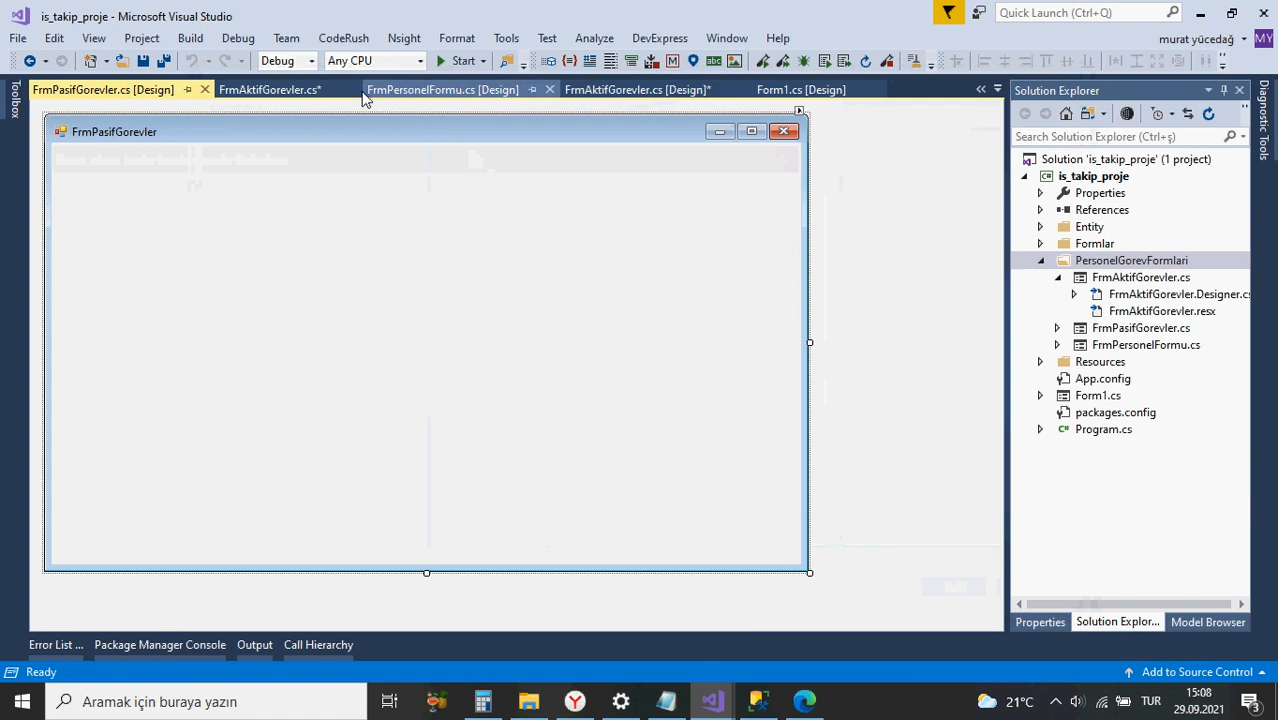 is_takip_proje - Microsoft Visual Studio
Quick Launch (Ctrl+Q)
File Edit View Project Build Debug Team CodeRush Nsight Format Tools Test Analyze DevExpress Window Help
murat yücedağ
MY
Debug
Any CPU
Start
FrmPasifGorevler.cs [Design]
FrmAktifGorevler.cs*
FrmPersonelFormu.cs [Design]
FrmAktifGorevler.cs [Design]*
Form1.cs [Design]
Toolbox
FrmPasifGorevler
Solution Explorer
Search Solution Explorer (Ctrl+ş)
Solution 'is_takip_proje' (1 project)
is_takip_proje
Properties
References
Entity
Formlar
PersonelGorevFormlari
FrmAktifGorevler.cs
FrmAktifGorevler.Designer.cs
FrmAktifGorevler.resx
FrmPasifGorevler.cs
FrmPersonelFormu.cs
Resources
App.config
Form1.cs
packages.config
Program.cs
Diagnostic Tools
Properties
Solution Explor...
Model Browser
Error List ...
Package Manager Console
Output
Call Hierarchy
Ready
Add to Source Control
Aramak için buraya yazın
21°C
TUR
15:08
29.09.2021
3